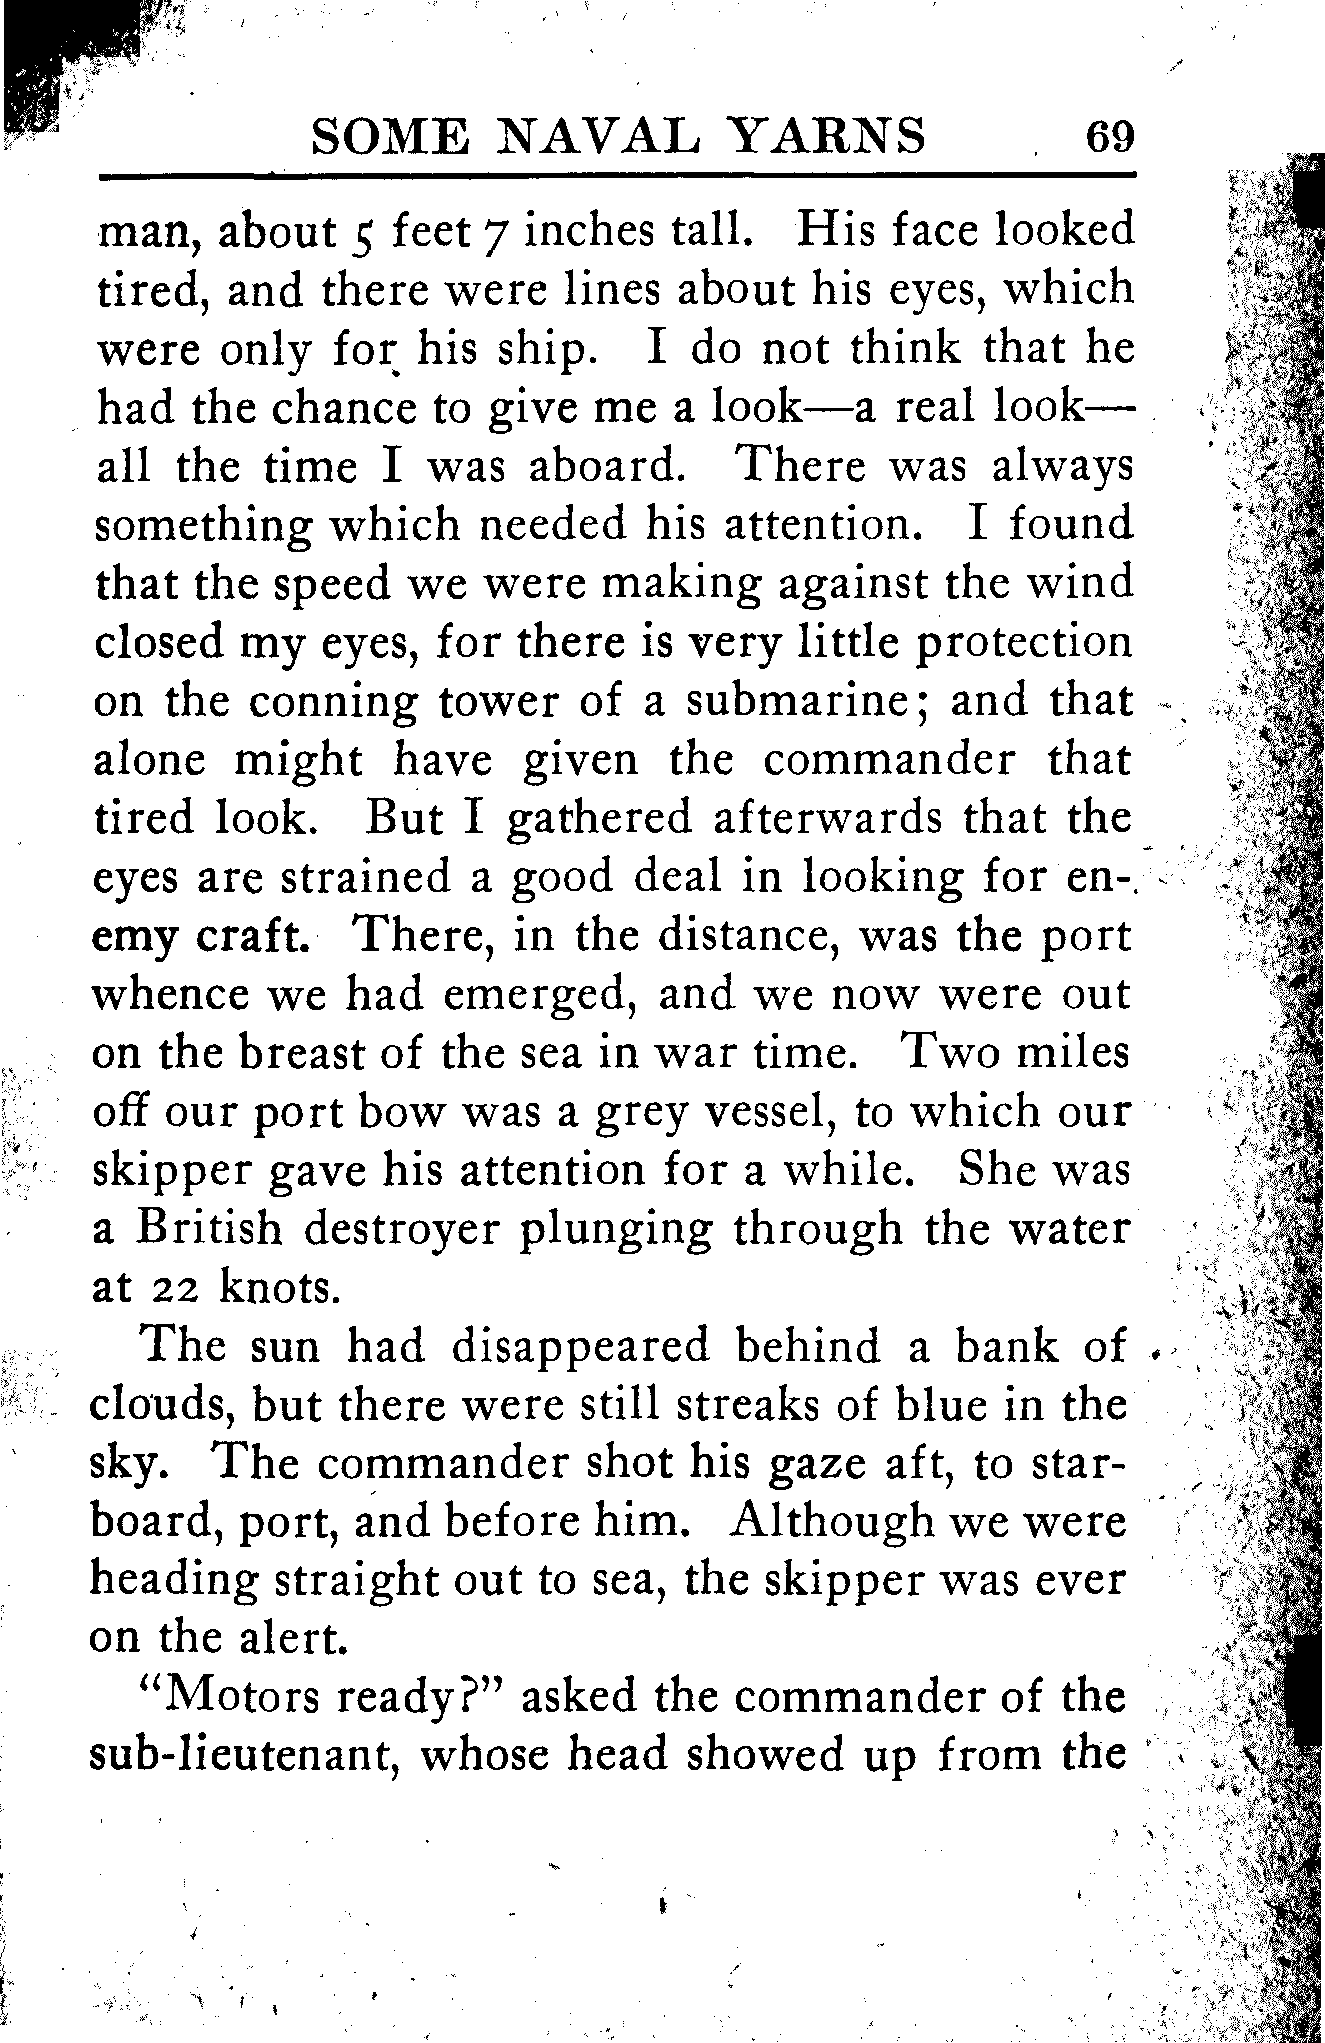 SOME NAVAL YARNS 69
man, about 5 feet 7 inches tall. His face looked
tired, and there were lines about his eyes, which
were only for his ship. I do not think that he
had the chance to give me a look—a real look—
all the time I was aboard. There was always
something which needed his attention. I found
that the speed we were making against the wind
closed my eyes, for there is very little protection
on the conning tower of a submarine; and that
alone might have given the commander that
tired look. But I gathered afterwards that the
eyes are strained a good deal in looking for en-
emy craft. There, in the distance, was the port
whence we had emerged, and we now were out
on the breast of the sea in war time. Two miles
off our port bow was a grey vessel, to which our
skipper gave his attention for a while. She was
a British destroyer plunging through the water
at 22 knots.
The sun had disappeared behind a bank of
clouds, but there were still streaks of blue in the
sky. The commander shot his gaze aft, to star-
board, port, and before him. Although we were
heading straight out to sea, the skipper was ever
on the alert.
“Motors ready?” asked the commander of the
sub-lieutenant, whose head showed up from the